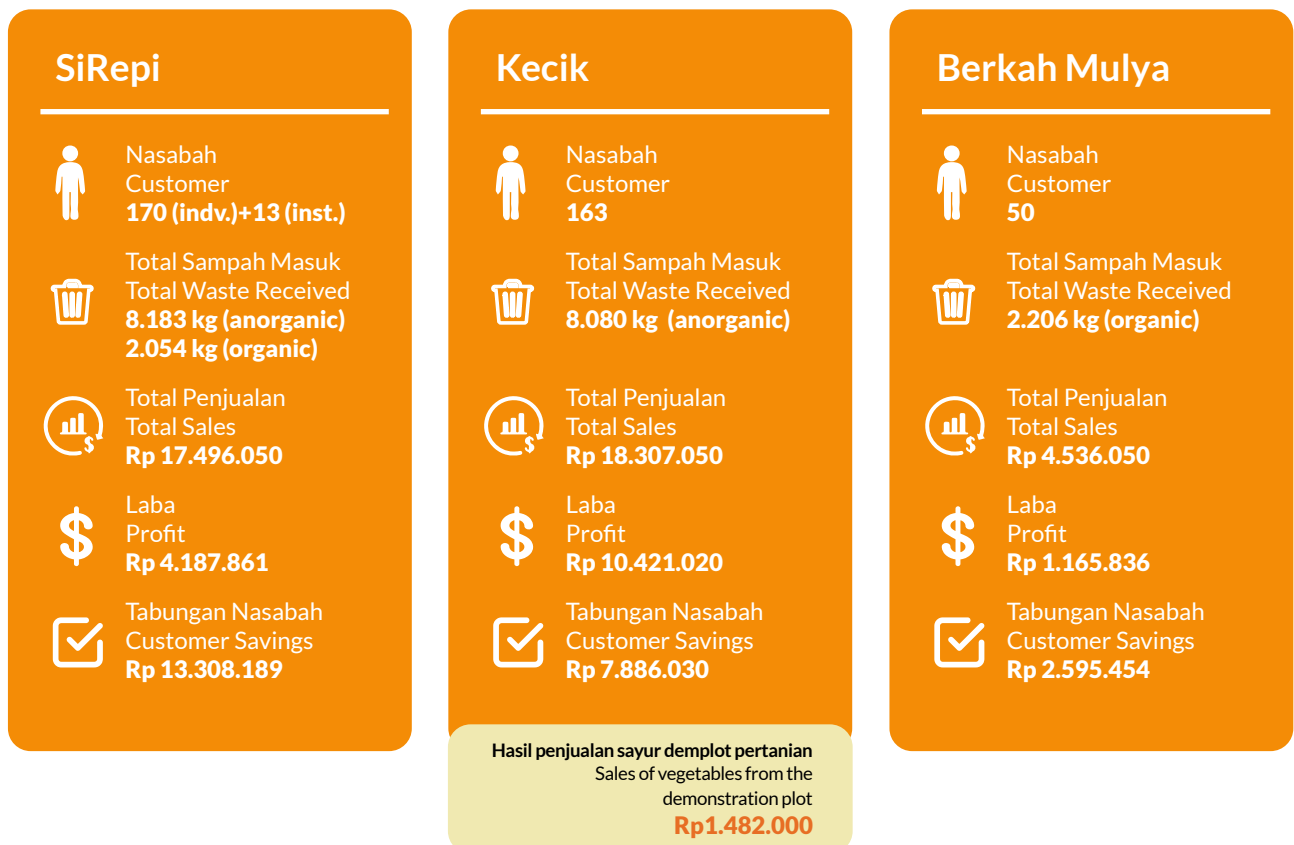 SiRepi
Nasabah
Customer
170 (indv.)+13 (inst.)
Total Sampah Masuk
Total Waste Received
8.183 kg (anorganic)
2.054 kg (organic)
Total Penjualan
Total Sales
Rp 17.496.050
Laba
Profit
Rp 4.187.861
Tabungan Nasabah
Customer Savings
Rp 13.308.189
Kecik
Nasabah
Customer
163
Total Sampah Masuk
Total Waste Received
8.080 kg (anorganic)
Total Penjualan
Total Sales
Rp 18.307.050
Laba
Profit
Rp 10.421.020
Tabungan Nasabah
Customer Savings
Rp 7.886.030
Hasil penjualan sayur demplot pertanian
Sales of vegetables from the
demonstration plot
Rp1.482.000
Berkah Mulya
Nasabah
Customer
50
Total Sampah Masuk
Total Waste Received
2.206 kg (organic)
Total Penjualan
Total Sales
Rp 4.536.050
Laba
Profit
Rp 1.165.836
Tabungan Nasabah
Customer Savings
Rp 2.595.454